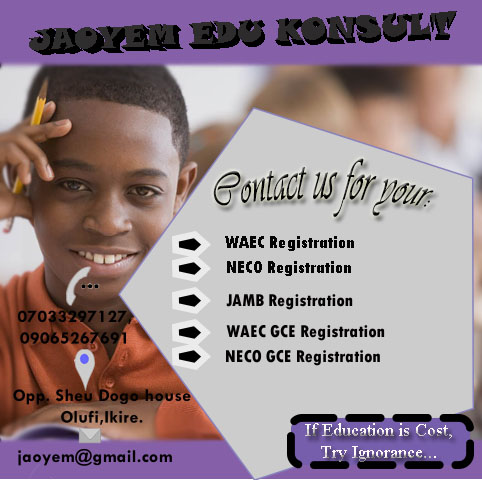 JAOYEM EDU KONSULT
Contact us for your:
WAEC Registration
NECO Registration
JAMB Registration
WAEC GCE Registration
NECO GCE Registration
07033297127,
09065267691
Opp. Sheu Dogo house
Olufi,Ikire.
jaoyem@gmail.com
If Education is Cost,
Try Ignorance...